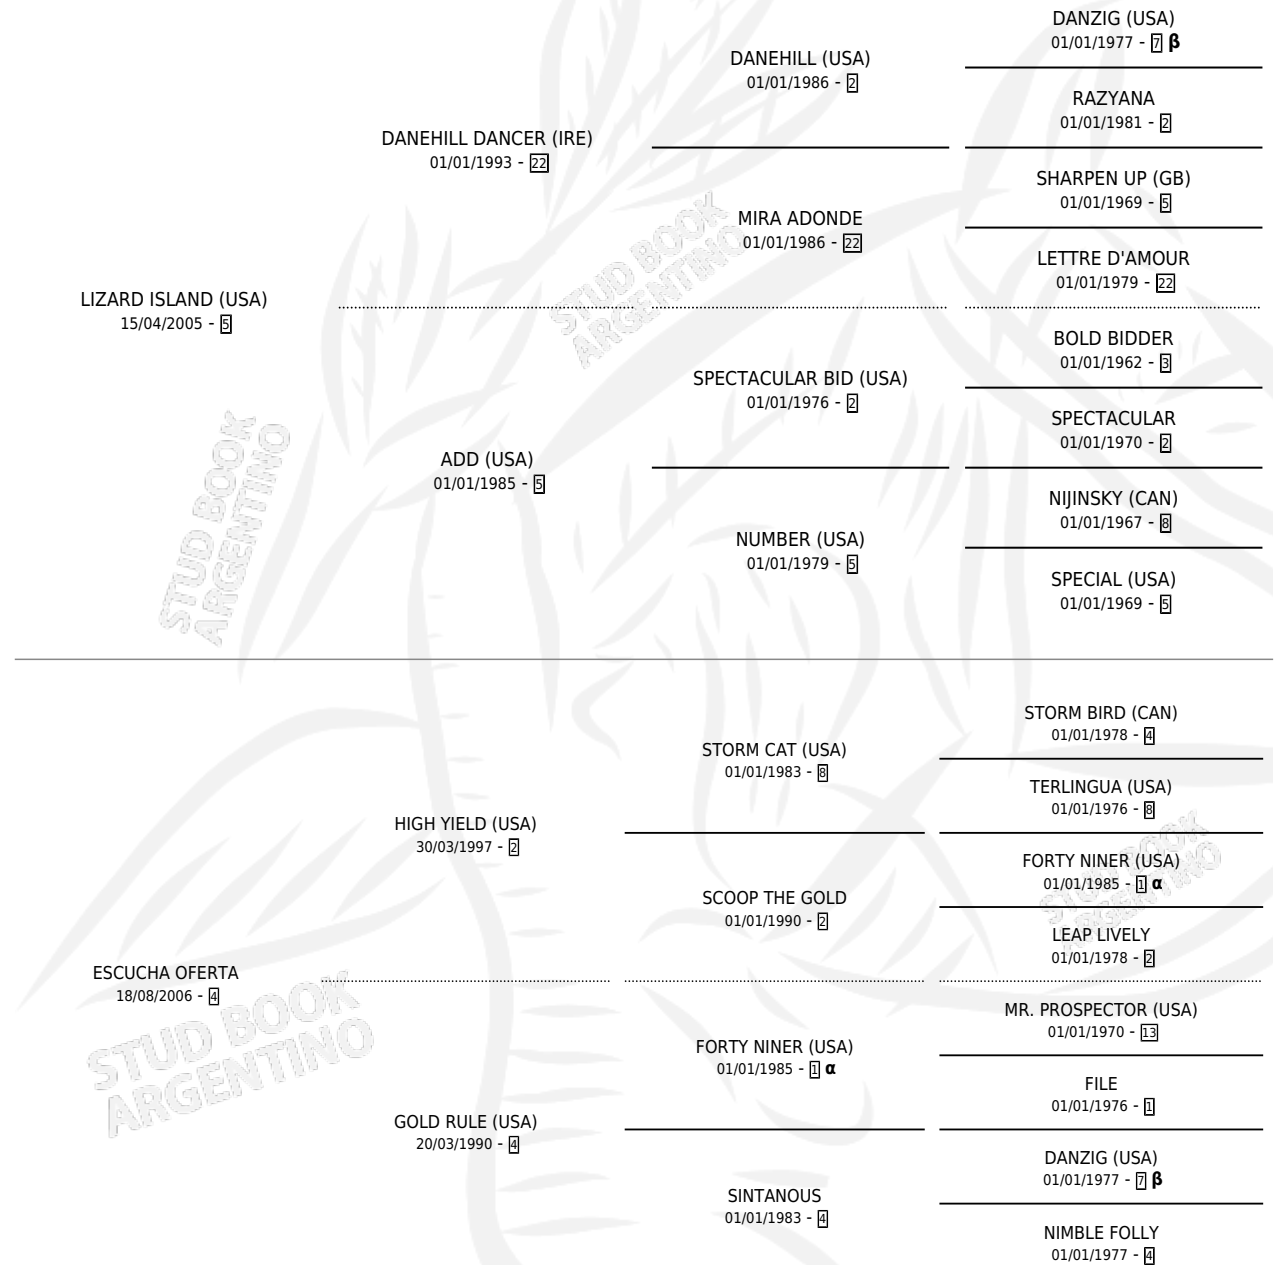 DANZIG (USA)
01/01/1977 - 7 β
DANEHILL (USA)
01/01/1986 - 2
RAZYANA
01/01/1981 - 2
DANEHILL DANCER (IRE)
01/01/1993 - 22
SHARPEN UP (GB)
01/01/1969 - 5
MIRA ADONDE
01/01/1986 - 22
LETTRE D'AMOUR
01/01/1979 - 22
LIZARD ISLAND (USA)
15/04/2005 - 5
BOLD BIDDER
01/01/1962 - 3
SPECTACULAR BID (USA)
01/01/1976 - 2
SPECTACULAR
01/01/1970 - 2
ADD (USA)
01/01/1985 - 5
NIJINSKY (CAN)
01/01/1967 - 8
NUMBER (USA)
01/01/1979 - 5
SPECIAL (USA)
01/01/1969 - 5
STORM BIRD (CAN)
01/01/1978 - 4
STORM CAT (USA)
01/01/1983 - 8
TERLINGUA (USA)
01/01/1976 - 8
HIGH YIELD (USA)
30/03/1997 - 2
FORTY NINER (USA)
01/01/1985 - 1 α
SCOOP THE GOLD
01/01/1990 - 2
LEAP LIVELY
01/01/1978 - 2
ESCUCHA OFERTA
18/08/2006 - 4
MR. PROSPECTOR (USA)
01/01/1970 - 13
FORTY NINER (USA)
01/01/1985 - 1 α
FILE
01/01/1976 - 1
GOLD RULE (USA)
20/03/1990 - 4
DANZIG (USA)
01/01/1977 - 7 β
SINTANOUS
01/01/1983 - 4
NIMBLE FOLLY
01/01/1977 - 4
STUD BOOK
ARGENTINO
STUD BOOK
ARGENTINO
STUD BOOK
ARGENTINO
STUD BOOK
ARGENTINO